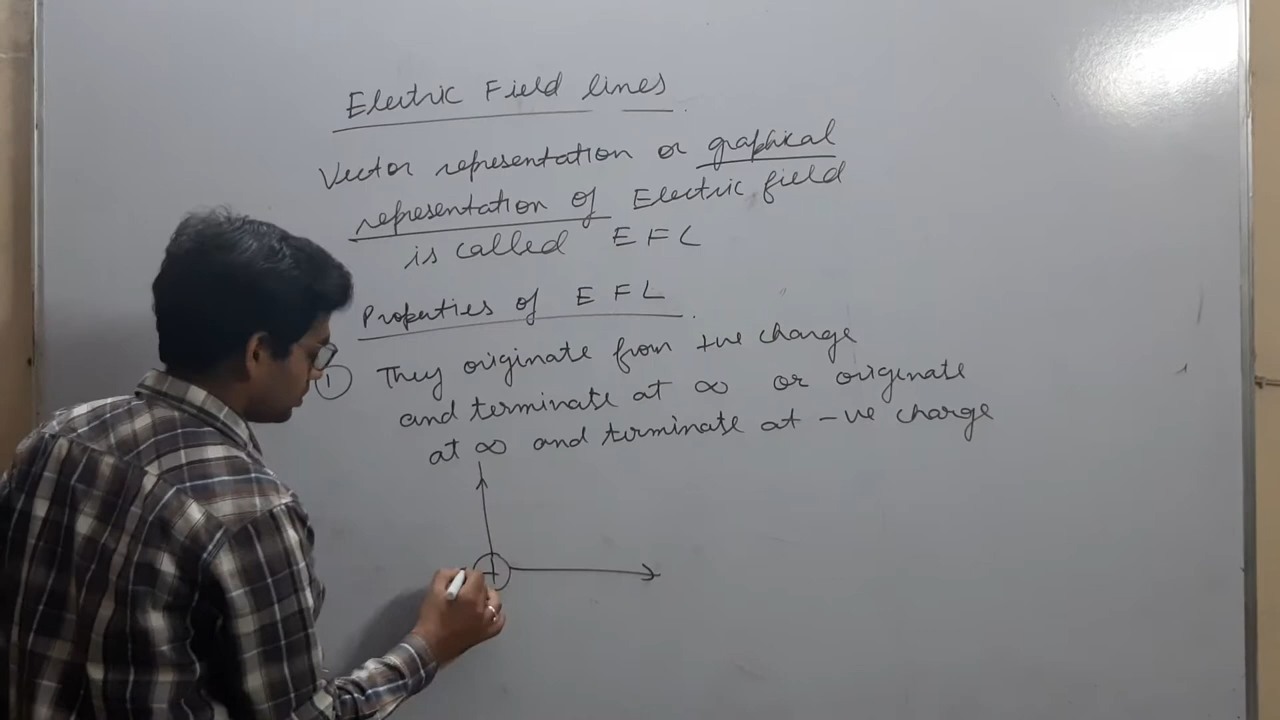 Electric Field lines
Vector representation or graphical
representation of Electric field
is called EFL
Properties of EFL
① They originate from +ve charge
and terminate at ∞ or originate
at ∞ and terminate at -ve charge
+